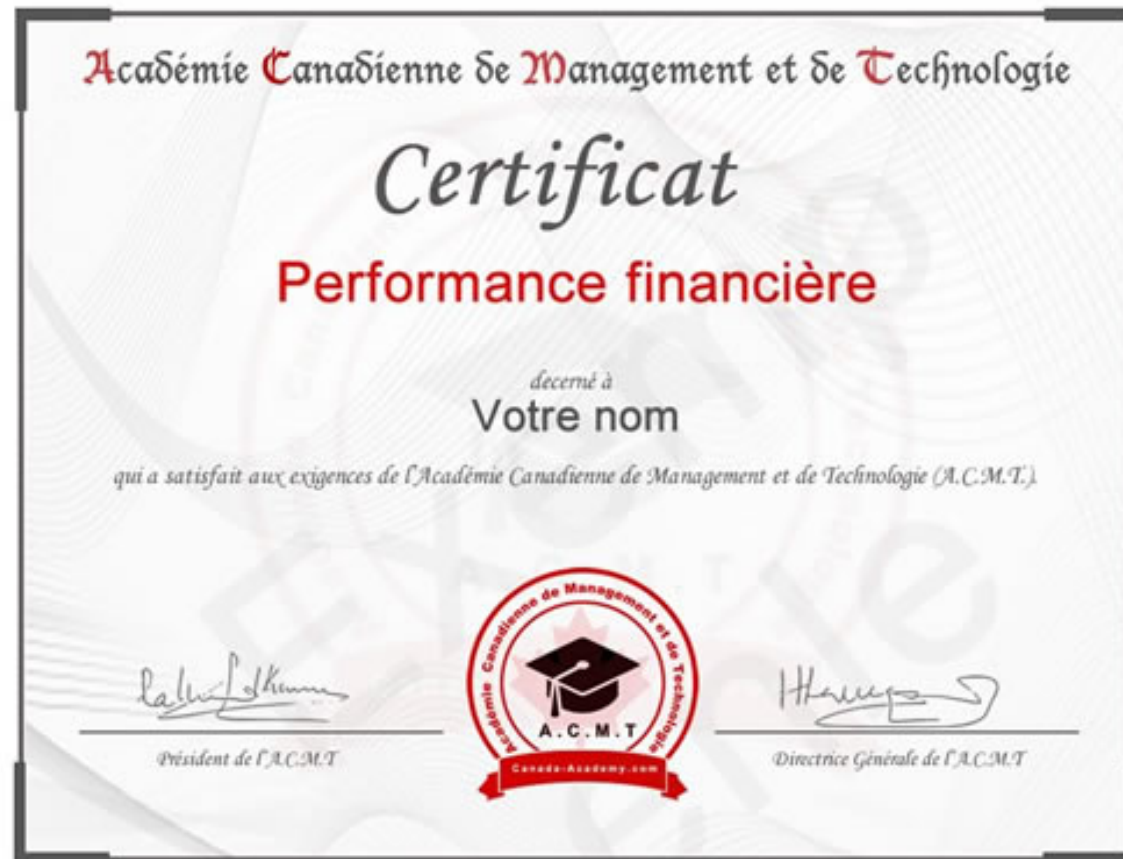 Académie Canadienne de Management et de Technologie
Certificat
Performance financière
decerné à
Votre nom
qui a satisfait aux exigences de l'Académie Canadienne de Management et de Technologie (A.C.M.T.).
Académie Canadienne de Management et de Technologie
A.C.M.T
Canada-Academy.com
Président de l'A.C.M.T
Directrice Générale de l'A.C.M.T